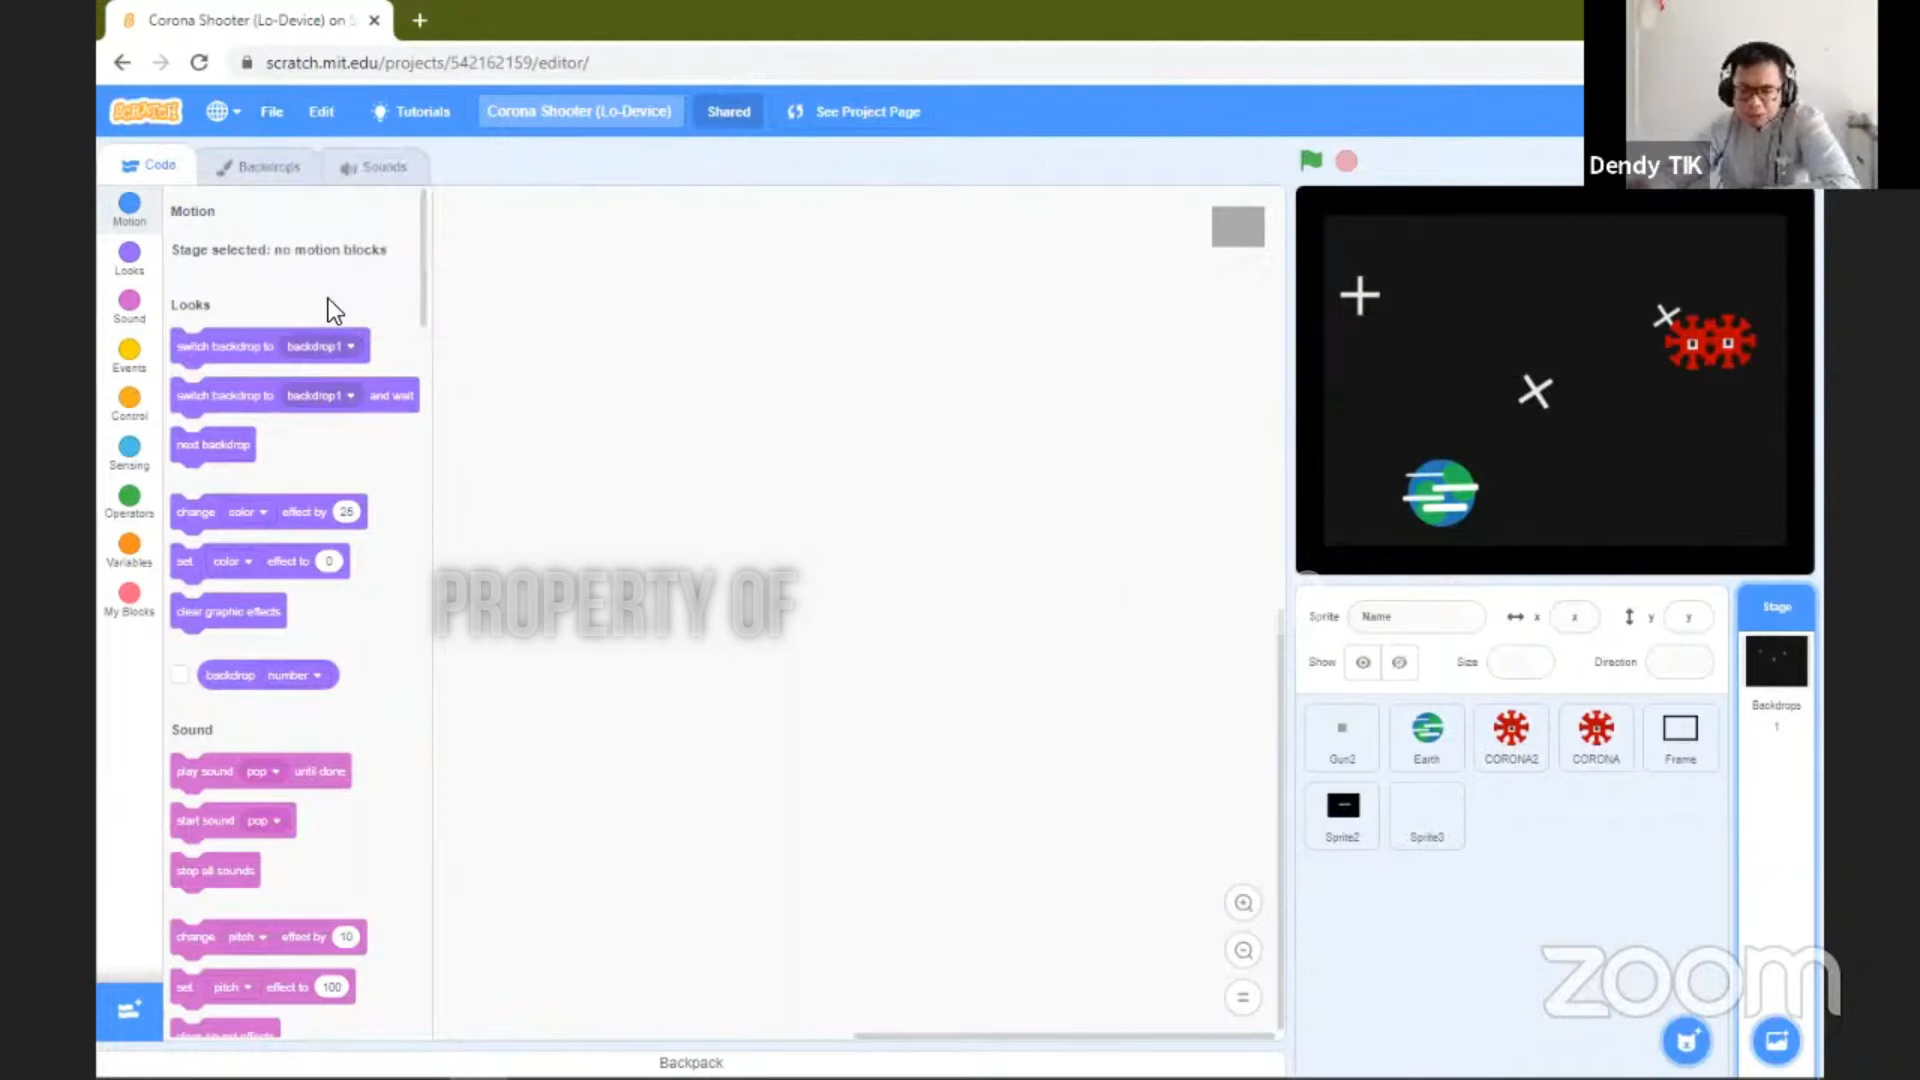 Corona Shooter (Lo-Device) on
scratch.mit.edu/projects/542162159/editor/
SCRATCH
File
Edit
Tutorials
Corona Shooter (Lo-Device)
Shared
See Project Page
Dendy TIK
Code
Backdrops
Sounds
Motion
Looks
Sound
Events
Control
Sensing
Operators
Variables
My Blocks
Motion
Stage selected: no motion blocks
Looks
switch backdrop to backdrop1
switch backdrop to backdrop1 and wait
next backdrop
change color effect by 25
set color effect to 0
clear graphic effects
backdrop number
Sound
play sound pop until done
start sound pop
stop all sounds
change pitch effect by 10
set pitch effect to 100
PROPERTY OF
Sprite Name x x y y
Show Size Direction
Stage
Backdrops
1
Gun2
Earth
CORONA2
CORONA
Frame
Sprite2
Sprite3
Backpack
zoom